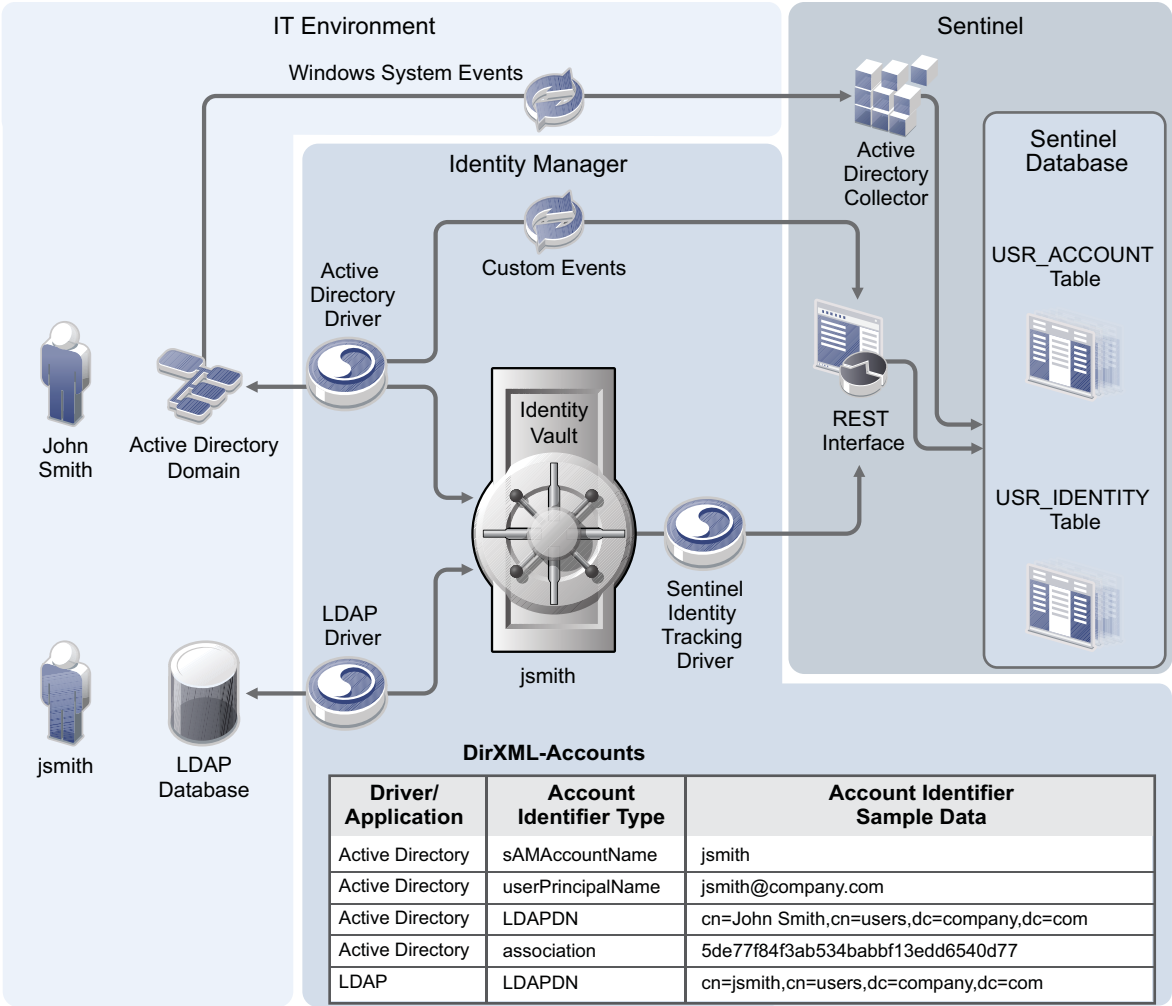 IT Environment
Sentinel
Windows System Events
Active
Directory
Collector
Sentinel
Database
Identity Manager
Custom Events
Active
Directory
Driver
USR_ACCOUNT
Table
John
Smith
Active Directory
Domain
Identity
Vault
REST
Interface
USR_IDENTITY
Table
LDAP
Driver
Sentinel
Identity
Tracking
Driver
jsmith
jsmith
LDAP
Database
DirXML-Accounts
Driver/
Application
Account
Identifier Type
Account Identifier
Sample Data
Active Directory sAMAccountName jsmith
Active Directory userPrincipalName jsmith@company.com
Active Directory LDAPDN cn=John Smith,cn=users,dc=company,dc=com
Active Directory association 5de77f84f3ab534babbf13edd6540d77
LDAP LDAPDN cn=jsmith,cn=users,dc=company,dc=com